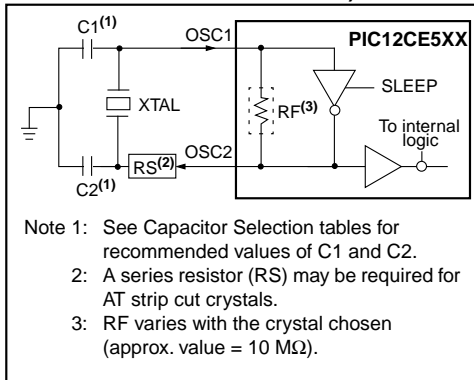 C1(1)
OSC1
PIC12CE5XX
SLEEP
XTAL
RF(3)
To internal
logic
OSC2
RS(2)
C2(1)
Note 1: See Capacitor Selection tables for
recommended values of C1 and C2.
2: A series resistor (RS) may be required for
AT strip cut crystals.
3: RF varies with the crystal chosen
(approx. value = 10 MΩ).